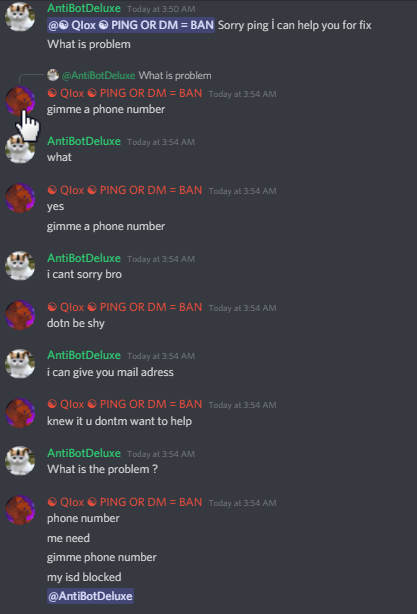 AntiBotDeluxe Today at 3:50 AM
@☯ Qlox ☯ PING OR DM = BAN Sorry ping İ can help you for fix
What is problem
@AntiBotDeluxe What is problem
☯ Qlox ☯ PING OR DM = BAN Today at 3:54 AM
gimme a phone number
AntiBotDeluxe Today at 3:54 AM
what
☯ Qlox ☯ PING OR DM = BAN Today at 3:54 AM
yes
gimme a phone number
AntiBotDeluxe Today at 3:54 AM
i cant sorry bro
☯ Qlox ☯ PING OR DM = BAN Today at 3:54 AM
dotn be shy
AntiBotDeluxe Today at 3:54 AM
i can give you mail adress
☯ Qlox ☯ PING OR DM = BAN Today at 3:54 AM
knew it u dontm want to help
AntiBotDeluxe Today at 3:54 AM
What is the problem ?
☯ Qlox ☯ PING OR DM = BAN Today at 3:54 AM
phone number
me need
gimme phone number
my isd blocked
@AntiBotDeluxe